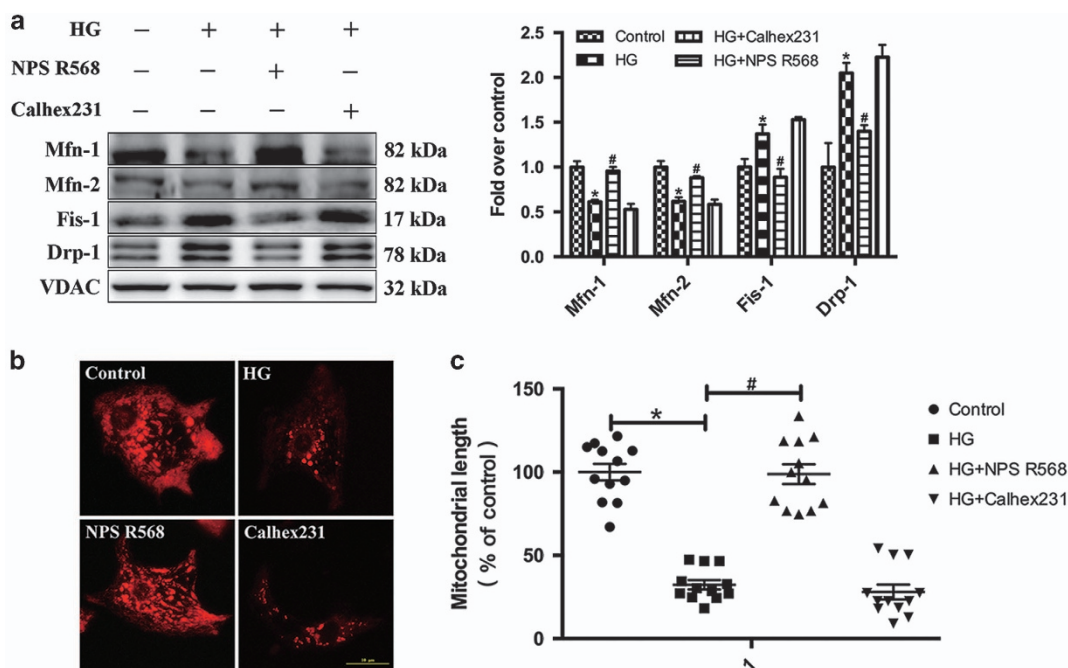 a
HG − + + +
NPS R568 − − + −
Calhex231 − − − +
Mfn-1 82 kDa
Mfn-2 82 kDa
Fis-1 17 kDa
Drp-1 78 kDa
VDAC 32 kDa
Fold over control
2.5
2.0
1.5
1.0
0.5
0.0
Control HG+Calhex231
HG HG+NPS R568
* # * # * # * #
Mfn-1 Mfn-2 Fis-1 Drp-1
b
Control HG
NPS R568 Calhex231
c
Mitochondrial length
( % of control )
150
100
50
0
* #
Control
HG
HG+NPS R568
HG+Calhex231